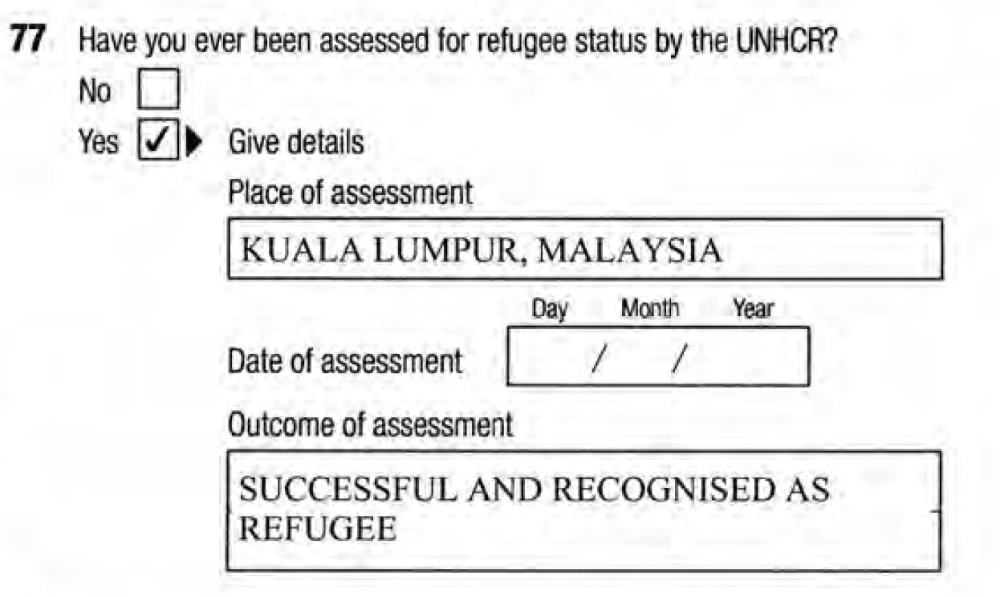 77 Have you ever been assessed for refugee status by the UNHCR?
No
Yes ✓ Give details
Place of assessment
KUALA LUMPUR, MALAYSIA
Day Month Year
Date of assessment / /
Outcome of assessment
SUCCESSFUL AND RECOGNISED AS
REFUGEE